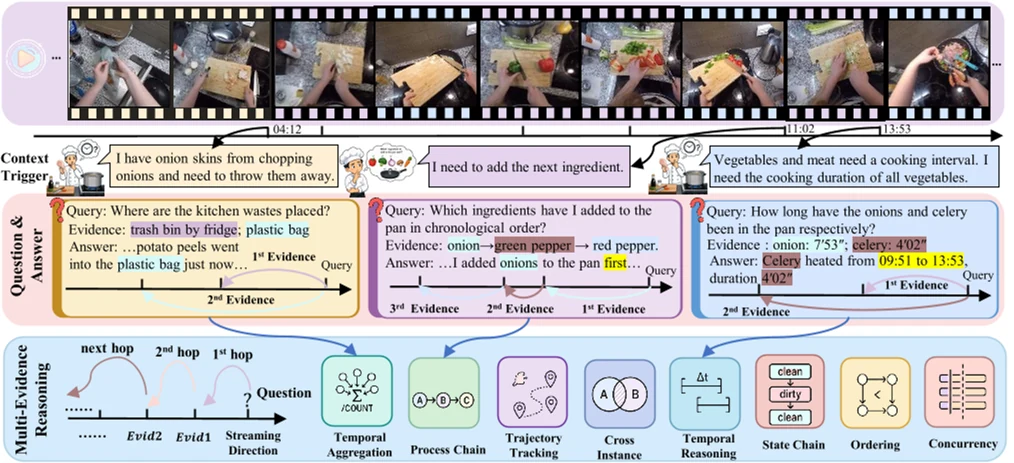 ...
...
04:12
11:02
13:53
Context
Trigger
I have onion skins from chopping
onions and need to throw them away.
I need to add the next ingredient.
Vegetables and meat need a cooking interval. I
need the cooking duration of all vegetables.
Question &
Answer
Query: Where are the kitchen wastes placed?
Evidence: trash bin by fridge; plastic bag
Answer: …potato peels went
into the plastic bag just now…
1st Evidence
Query
2nd Evidence
Query: Which ingredients have I added to the
pan in chronological order?
Evidence: onion→green pepper → red pepper.
Answer: …I added onions to the pan first…
Query
3rd Evidence
2nd Evidence
1st Evidence
Query: How long have the onions and celery
been in the pan respectively?
Evidence : onion: 7′53″; celery: 4′02″
Answer: Celery heated from 09:51 to 13:53,
duration 4′02″
Query
1st Evidence
2nd Evidence
Multi-Evidence
Reasoning
next hop
2nd hop
1st hop
?
Question
......
......
Evid2
Evid1
Streaming
Direction
/COUNT
Temporal
Aggregation
A→B→C
Process Chain
Trajectory
Tracking
A B
Cross
Instance
Δt
Temporal
Reasoning
clean
dirty
clean
State Chain
<
Ordering
Concurrency